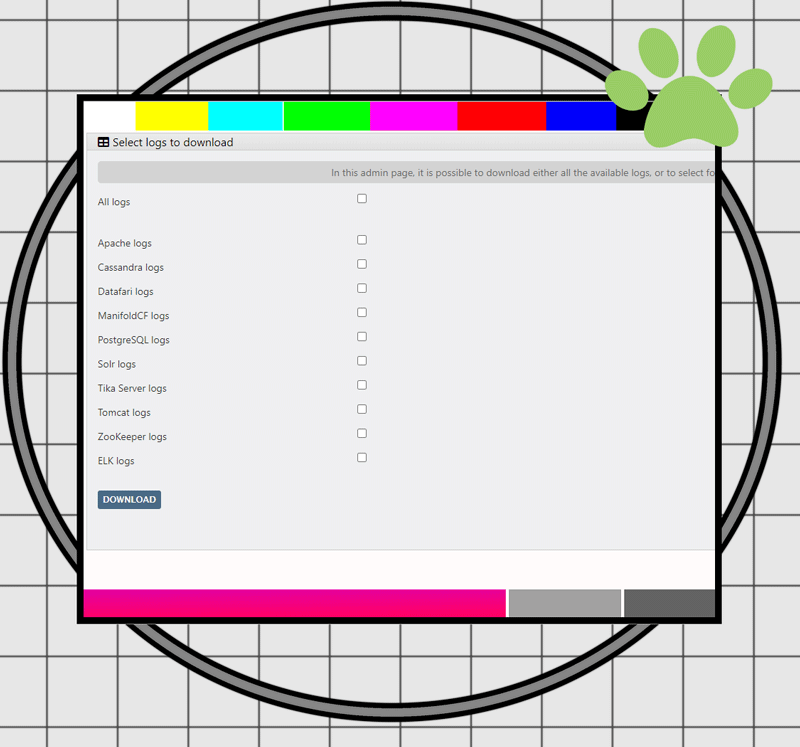 Select logs to download
In this admin page, it is possible to download either all the available logs, or to select fo
All logs
Apache logs
Cassandra logs
Datafari logs
ManifoldCF logs
PostgreSQL logs
Solr logs
Tika Server logs
Tomcat logs
ZooKeeper logs
ELK logs
DOWNLOAD